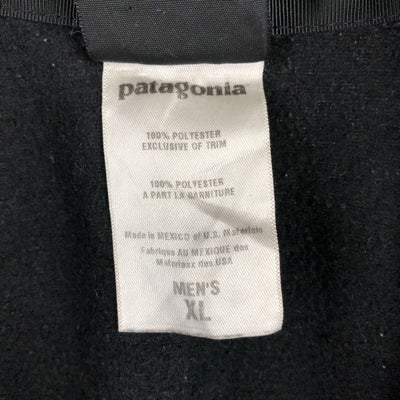 patagonia
100% POLYESTER
EXCLUSIVE OF TRIM
100% POLYESTER
A PART LA GARNITURE
Made in MEXICO of U.S. Materials
Fabriqué AU MEXIQUE des
Materiaux des USA
MEN'S
XL